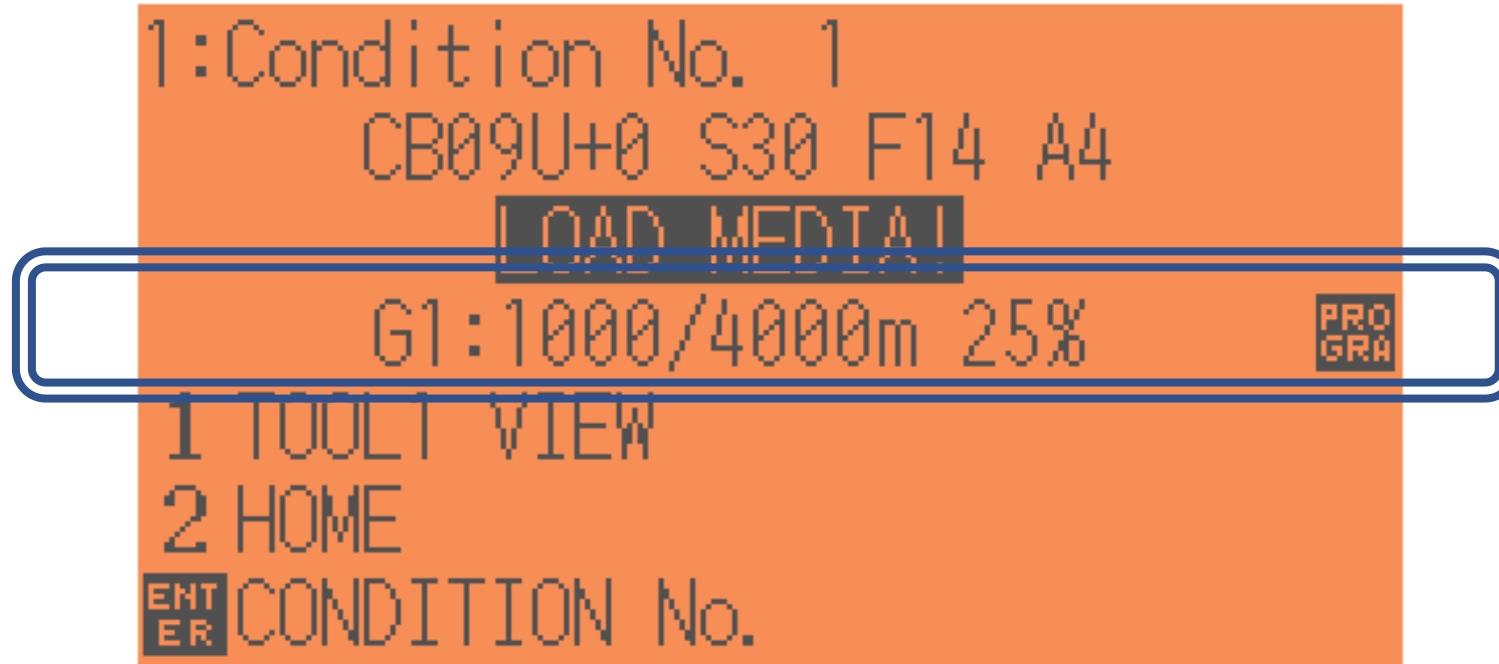 1:Condition No. 1
CB09U+0 S30 F14 A4
LOAD MEDIA!
G1:1000/4000m 25% PRO GRA
1 TOOL1 VIEW
2 HOME
ENT ER CONDITION No.